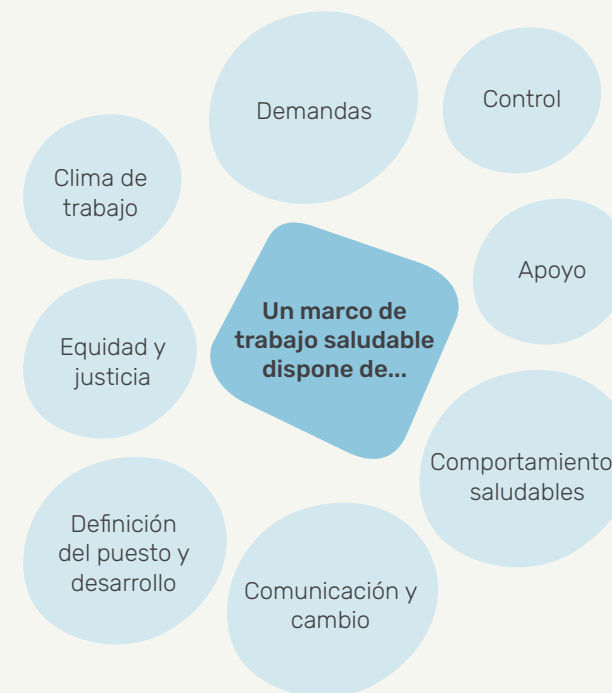 Demandas
Control
Clima de
trabajo
Apoyo
Un marco de
trabajo saludable
dispone de...
Equidad y
justicia
Comportamiento
saludables
Definición
del puesto y
desarrollo
Comunicación y
cambio